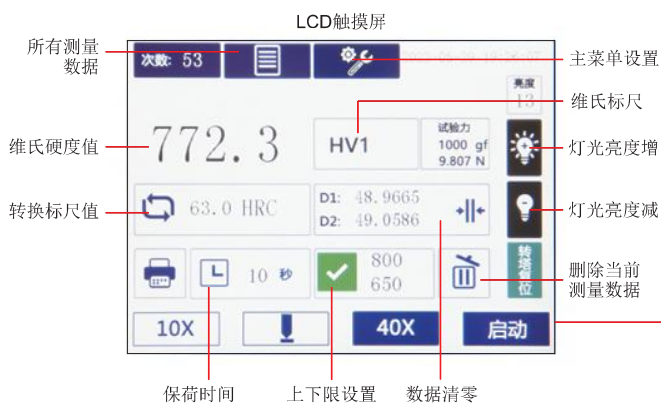 LCD触摸屏
所有测量
数据
次数: 53
主菜单设置
亮度
13
维氏标尺
维氏硬度值
772.3
HV1
试验力
1000 gf
9.807 N
灯光亮度增
转换标尺值
63.0 HRC
D1: 48.9665
D2: 49.0586
灯光亮度减
10 秒
800
650
转塔复位
删除当前
测量数据
10X
40X
启动
保荷时间
上下限设置
数据清零